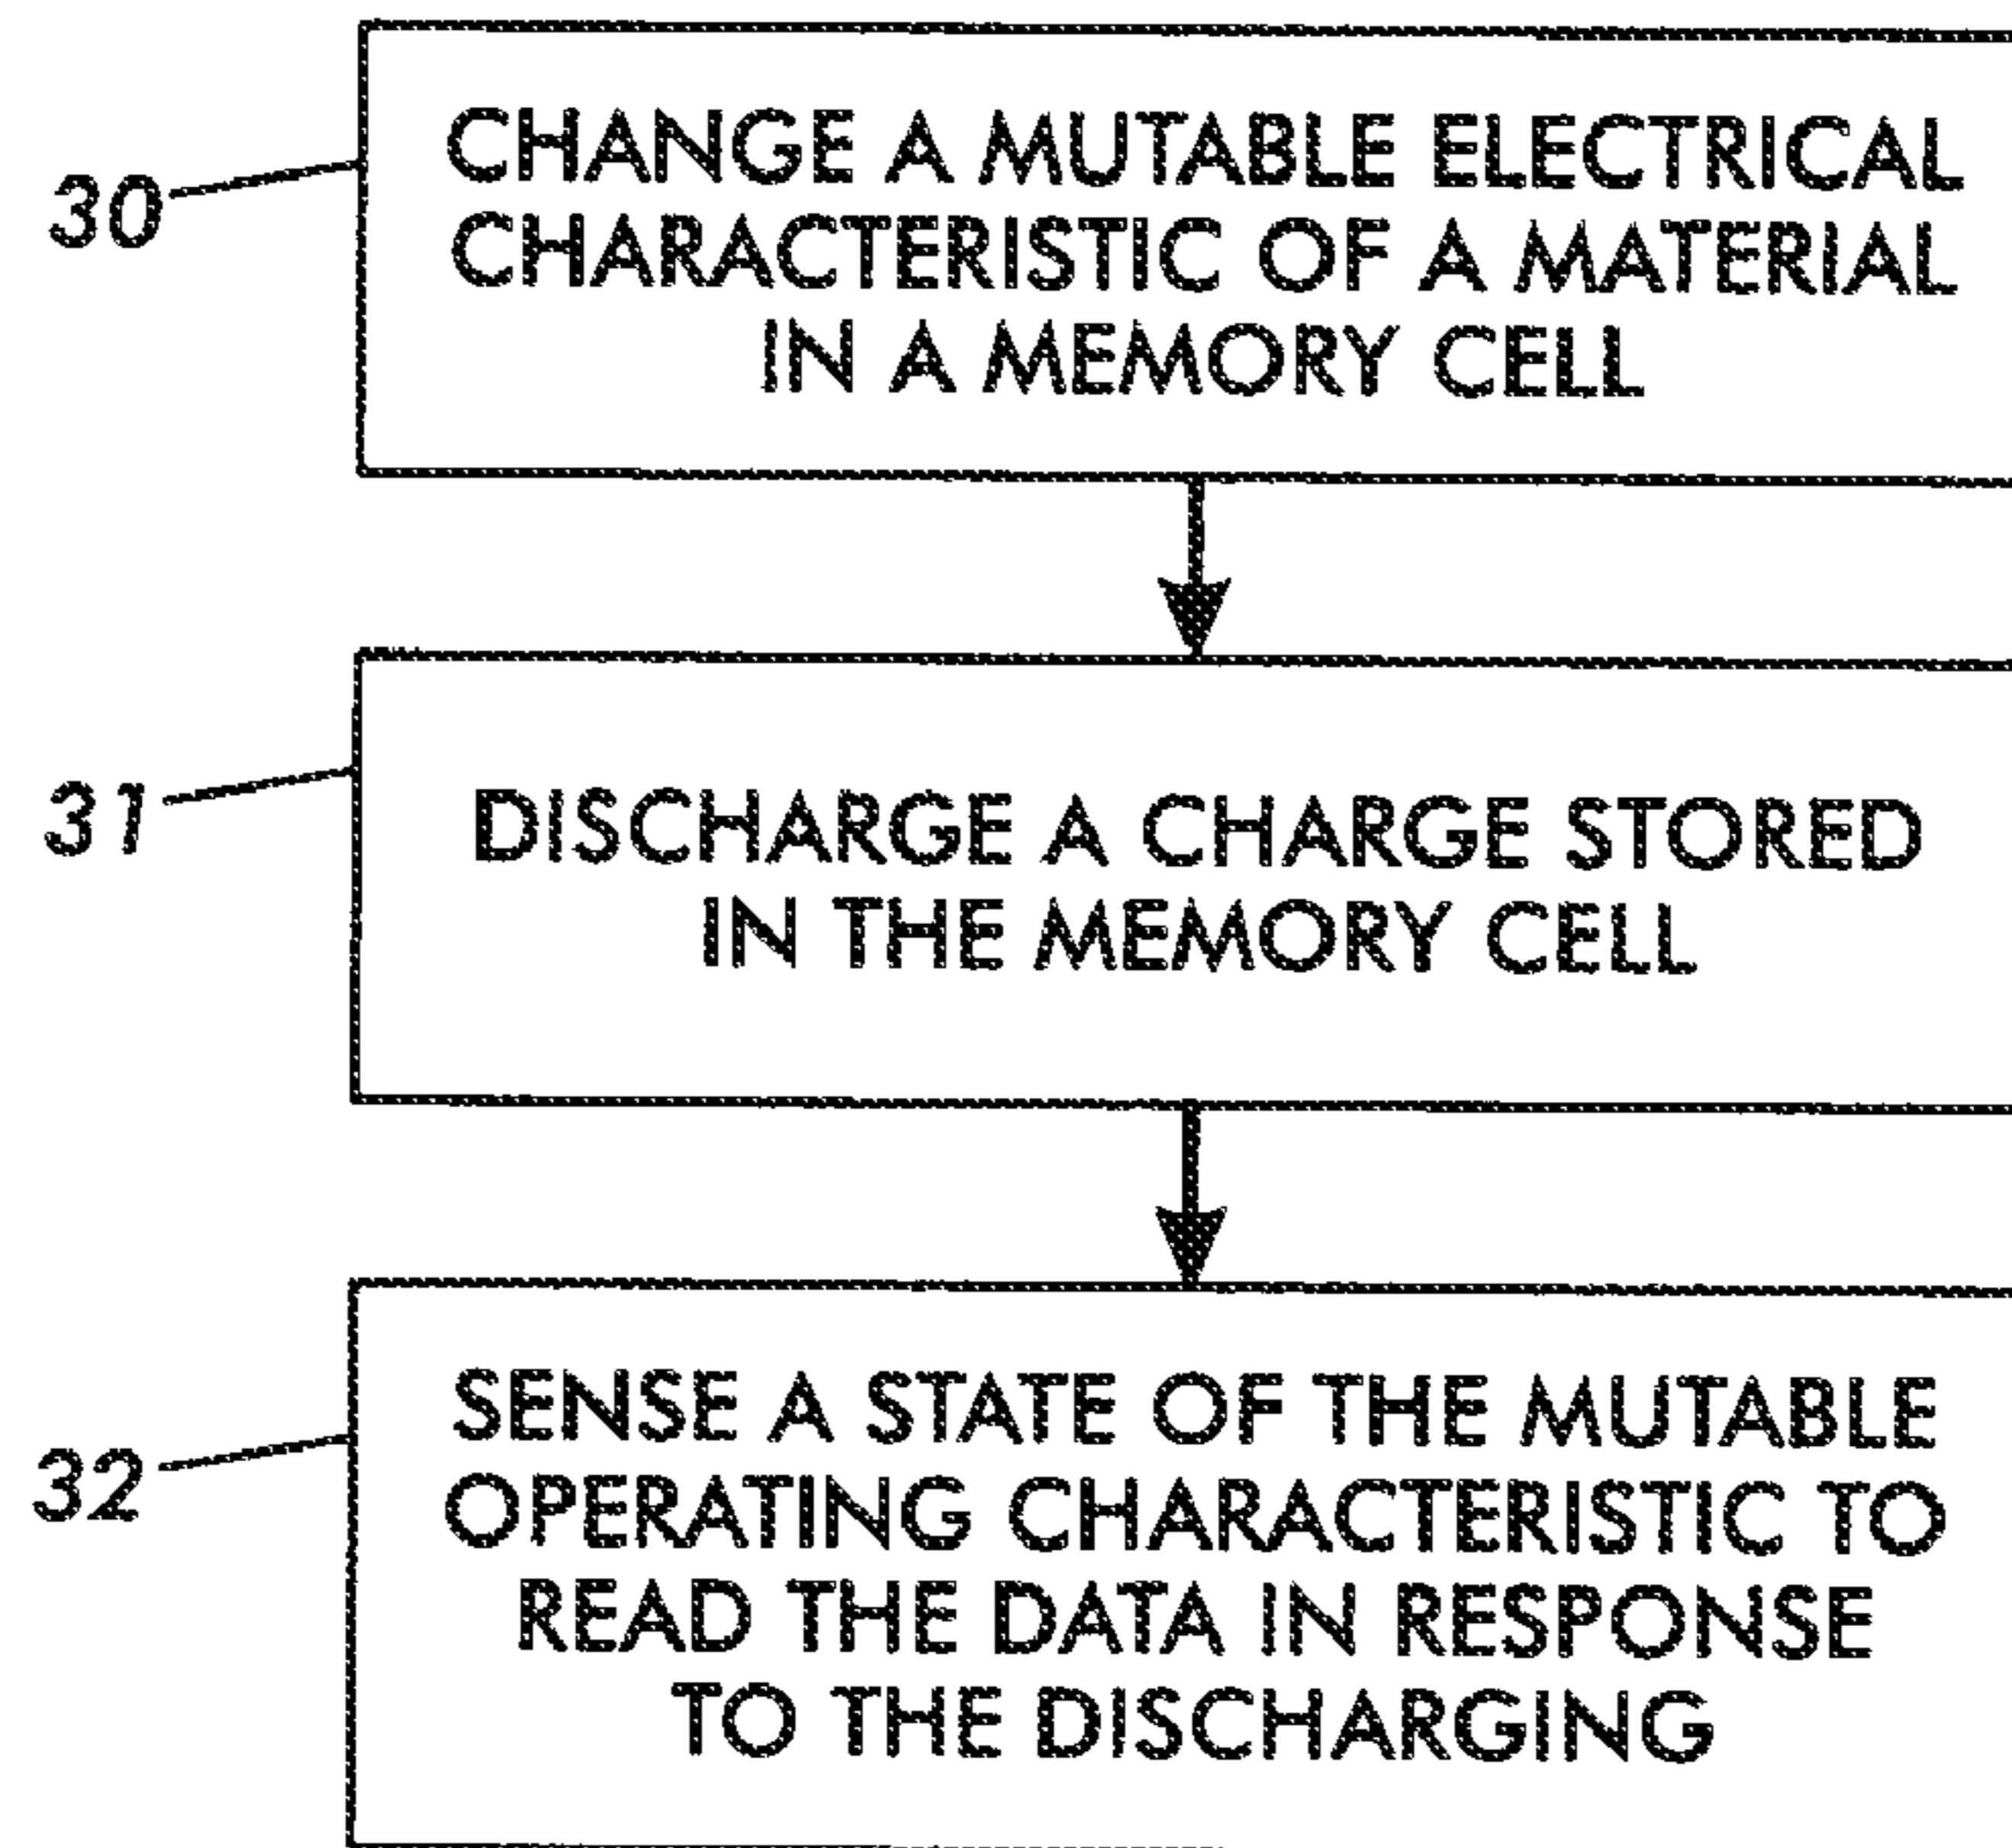 30
CHANGE A MUTABLE ELECTRICAL
CHARACTERISTIC OF A MATERIAL
IN A MEMORY CELL
31
DISCHARGE A CHARGE STORED
IN THE MEMORY CELL
32
SENSE A STATE OF THE MUTABLE
OPERATING CHARACTERISTIC TO
READ THE DATA IN RESPONSE
TO THE DISCHARGING